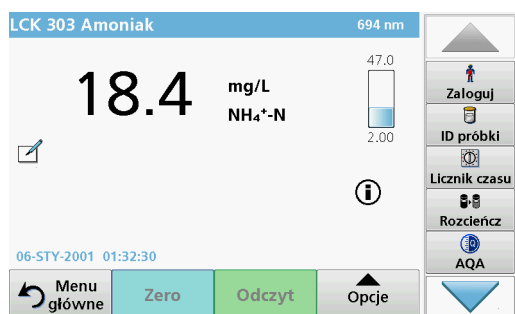 LCK 303 Amoniak
694 nm
18.4
mg/L
NH₄⁺-N
47.0
2.00
06-STY-2001 01:32:30
Menu
główne
Zero
Odczyt
Opcje
Zaloguj
ID próbki
Licznik czasu
Rozcieńcz
AQA